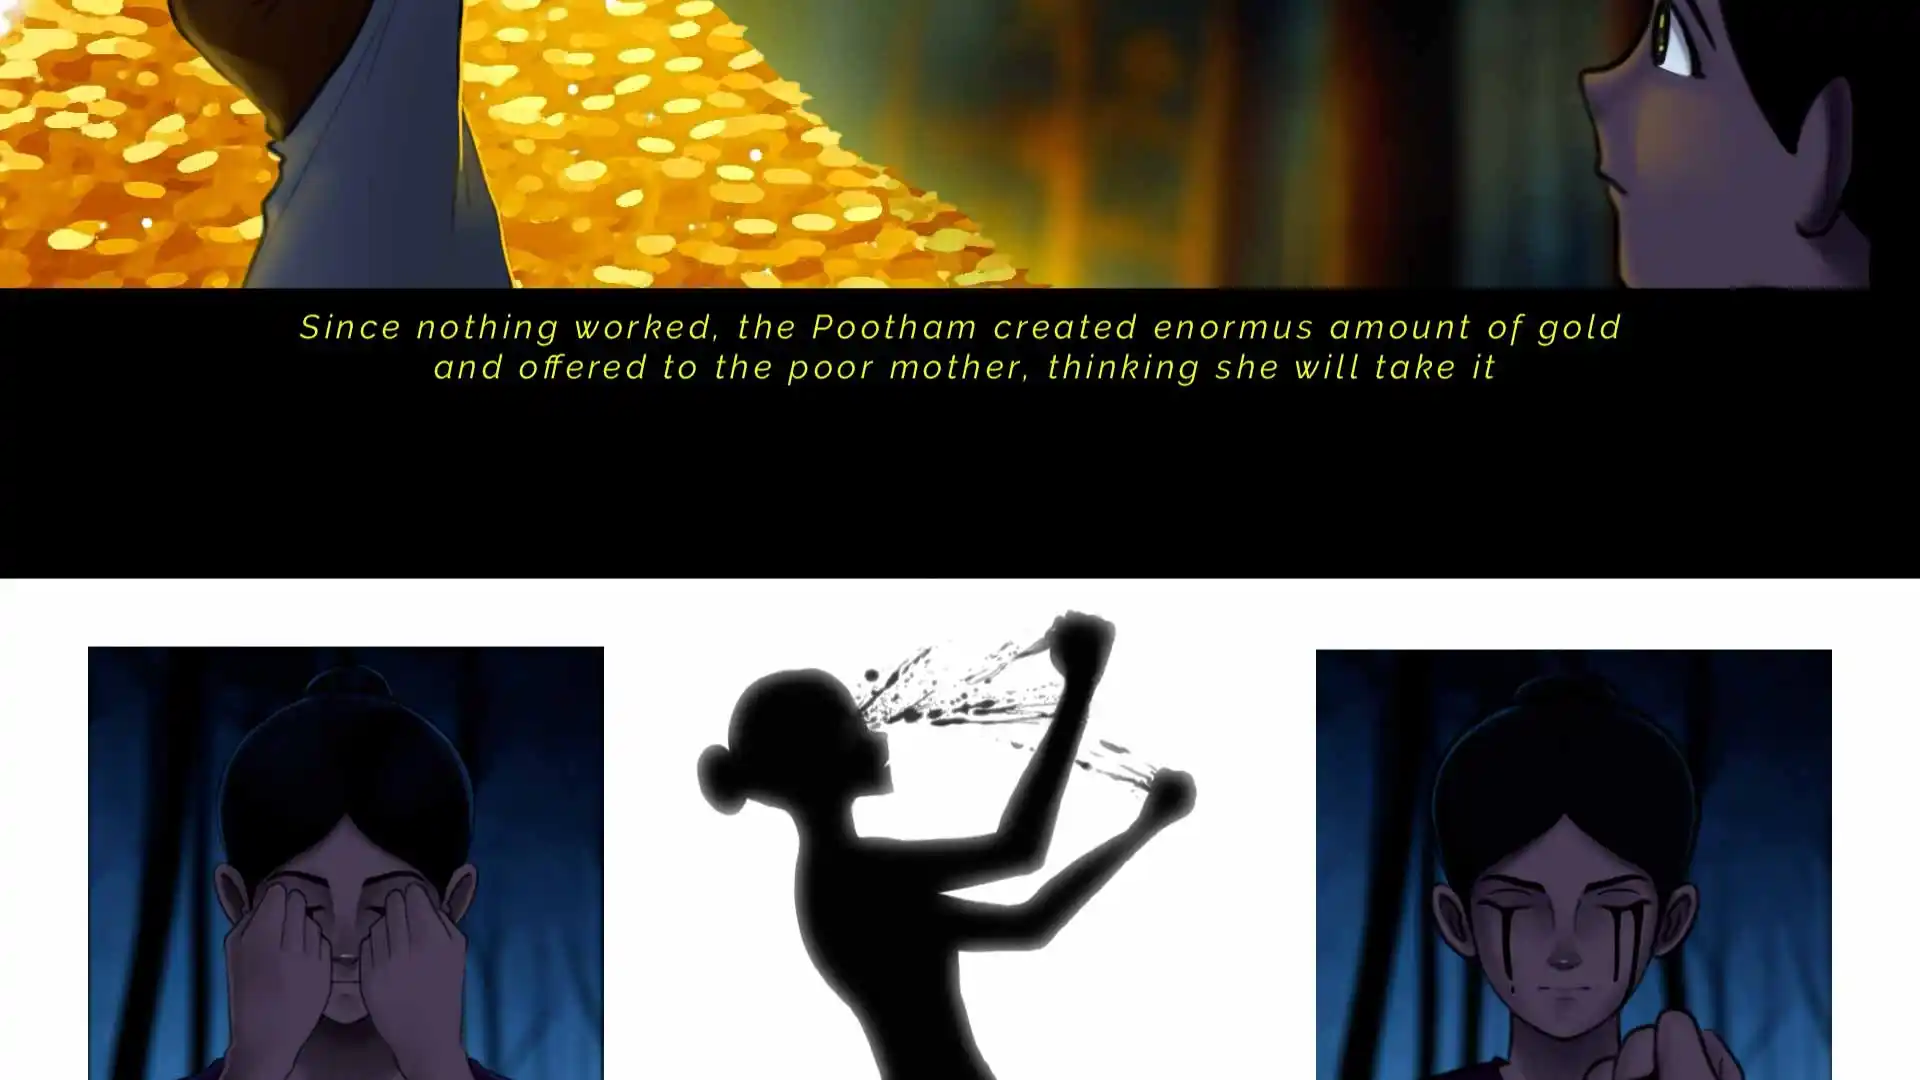 Since nothing worked, the Pootham created enormus amount of gold
and offered to the poor mother, thinking she will take it